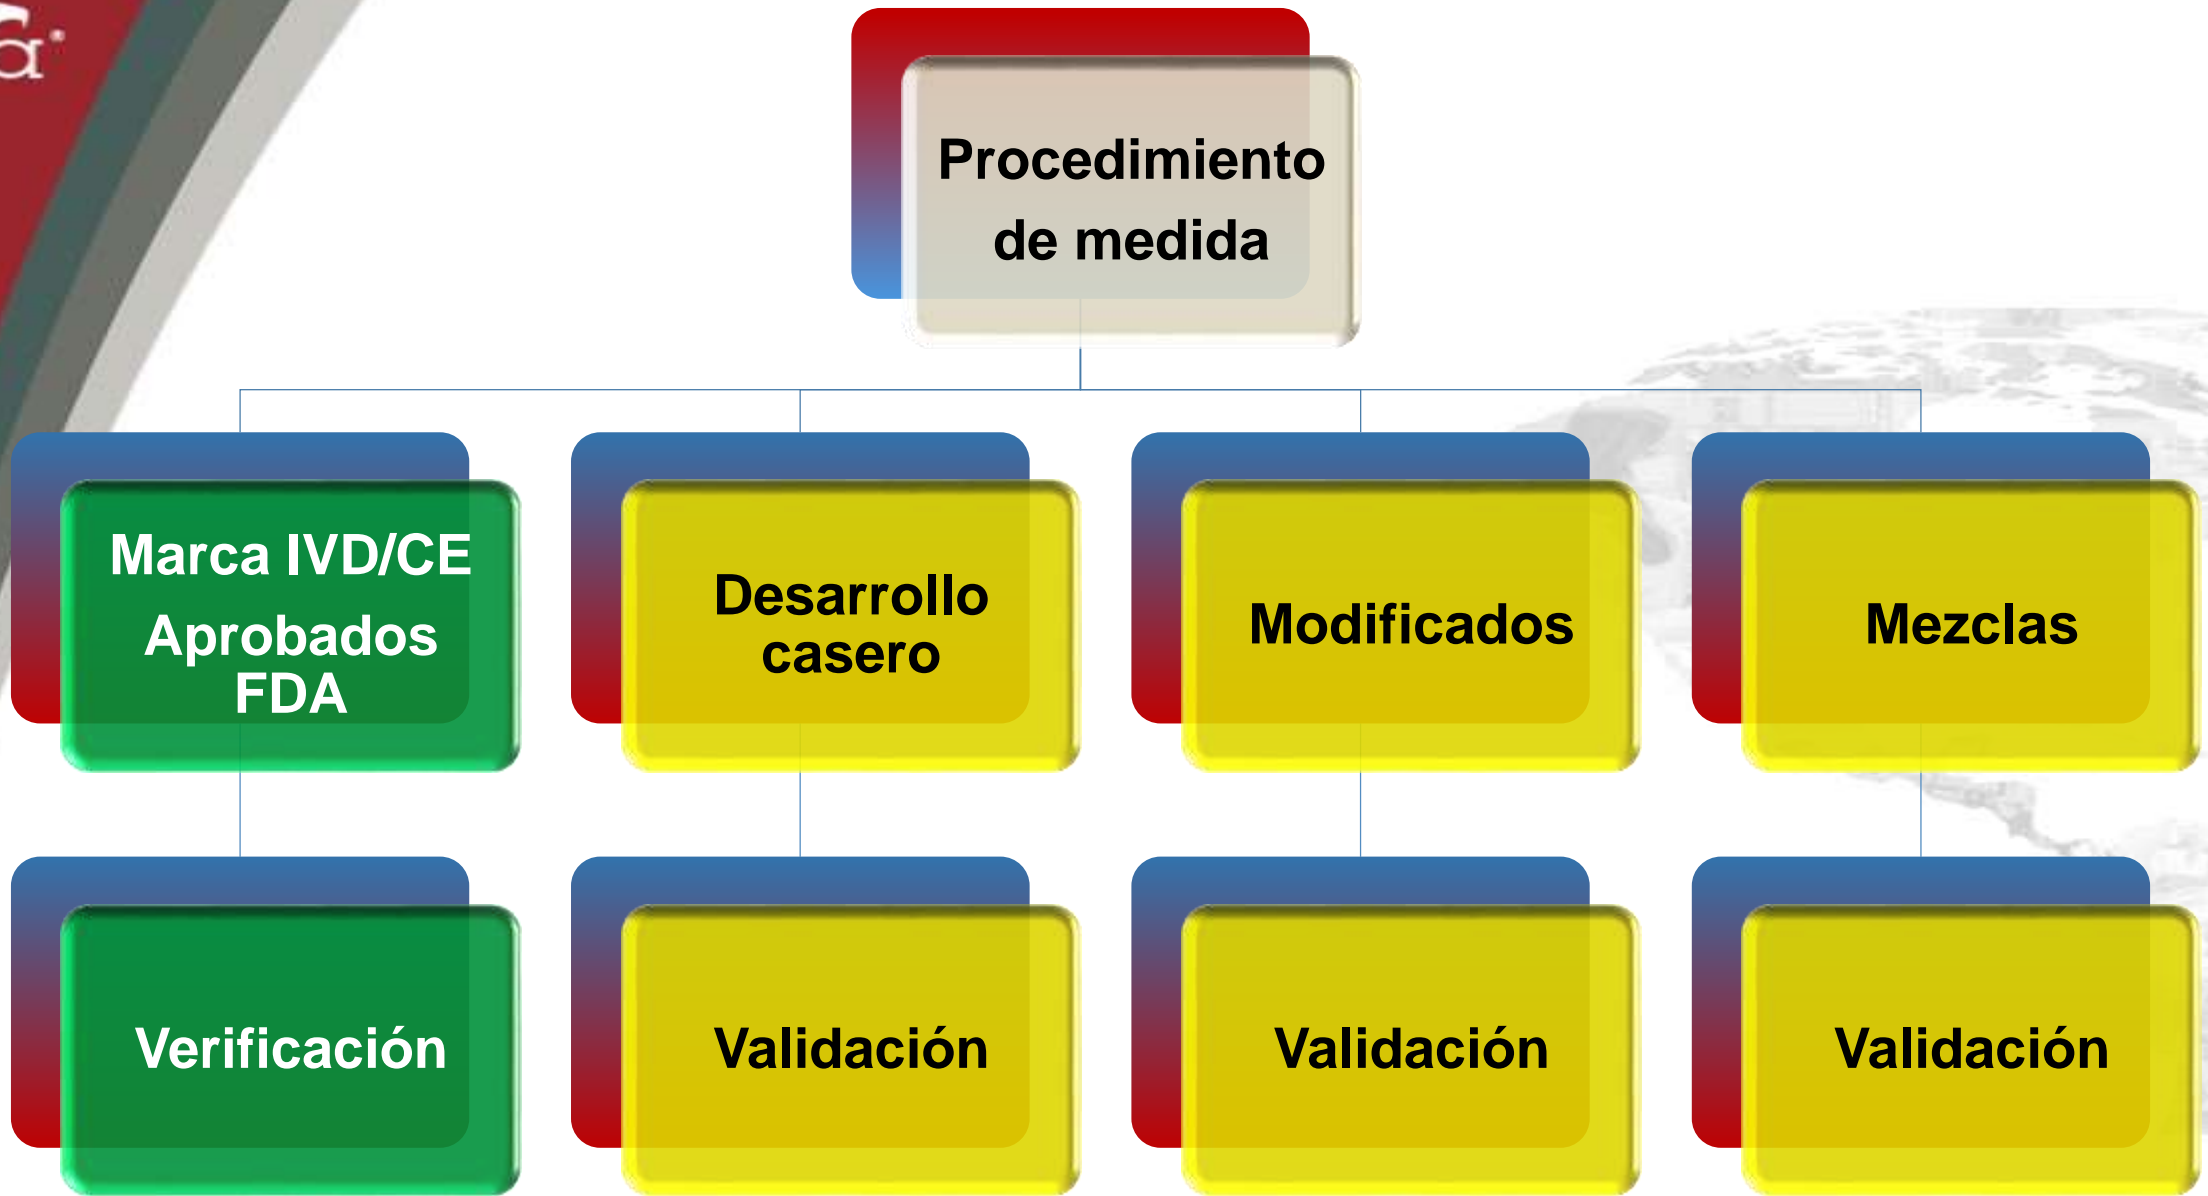 Procedimiento
de medida
Marca IVD/CE
Aprobados
FDA
Desarrollo
casero
Modificados
Mezclas
Verificación
Validación
Validación
Validación